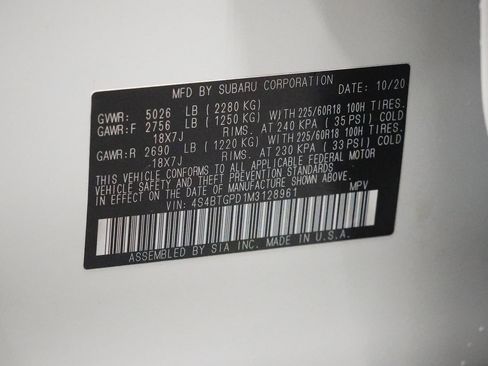 MFD BY SUBARU CORPORATION DATE: 10/20
GVWR: 5026 LB ( 2280 KG)
GAWR:F 2756 LB ( 1250 KG) WITH 225/60R18 100H TIRES.
18X7J RIMS. AT 240 KPA ( 35 PSI) COLD
GAWR:R 2690 LB ( 1220 KG) WITH 225/60R18 100H TIRES.
18X7J RIMS. AT 230 KPA ( 33 PSI) COLD
THIS VEHICLE CONFORMS TO ALL APPLICABLE FEDERAL MOTOR
VEHICLE SAFETY AND THEFT PREVENTION STANDARDS IN
EFFECT ON THE DATE OF MANUFACTURE SHOWN ABOVE.
VIN: 4S4BTGPD1M3128961 MPV
ASSEMBLED BY SIA INC. MADE IN U.S.A.